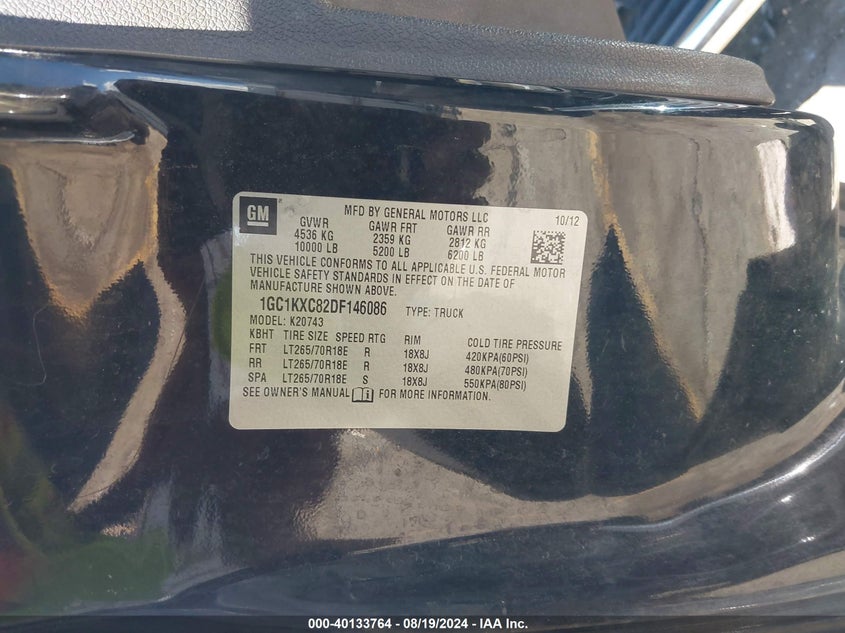 GM
MFD BY GENERAL MOTORS LLC 10/12
GVWR GAWR FRT GAWR RR
4536 KG 2359 KG 2812 KG
10000 LB 5200 LB 6200 LB
THIS VEHICLE CONFORMS TO ALL APPLICABLE U.S. FEDERAL MOTOR
VEHICLE SAFETY STANDARDS IN EFFECT ON THE DATE OF
MANUFACTURE SHOWN ABOVE.
1GC1KXC82DF146086 TYPE: TRUCK
MODEL: K20743
KBHT TIRE SIZE SPEED RTG RIM COLD TIRE PRESSURE
FRT LT265/70R18E R 18X8J 420KPA(60PSI)
RR LT265/70R18E R 18X8J 480KPA(70PSI)
SPA LT265/70R18E S 18X8J 550KPA(80PSI)
SEE OWNER'S MANUAL FOR MORE INFORMATION.
000-40133764 - 08/19/2024 - IAA Inc.